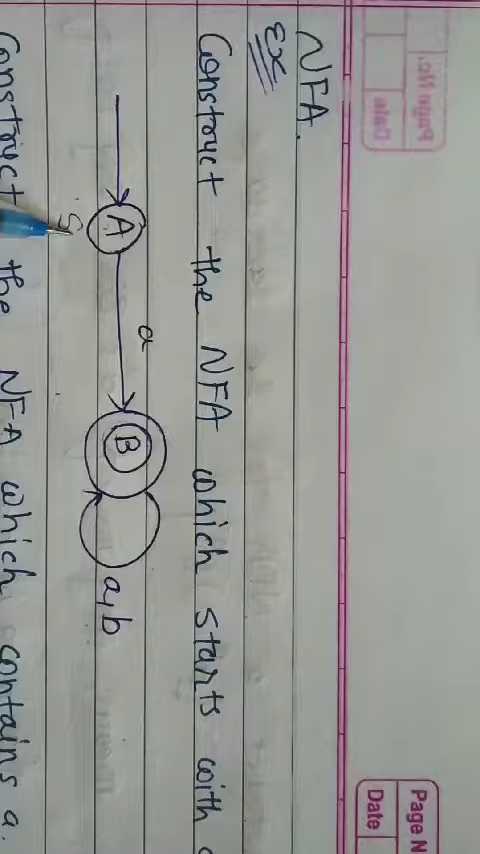 Page N
Date
NFA.
Ex
Construct the NFA which starts with
A
a
B
a,b
S
Construct the NFA which contains a.